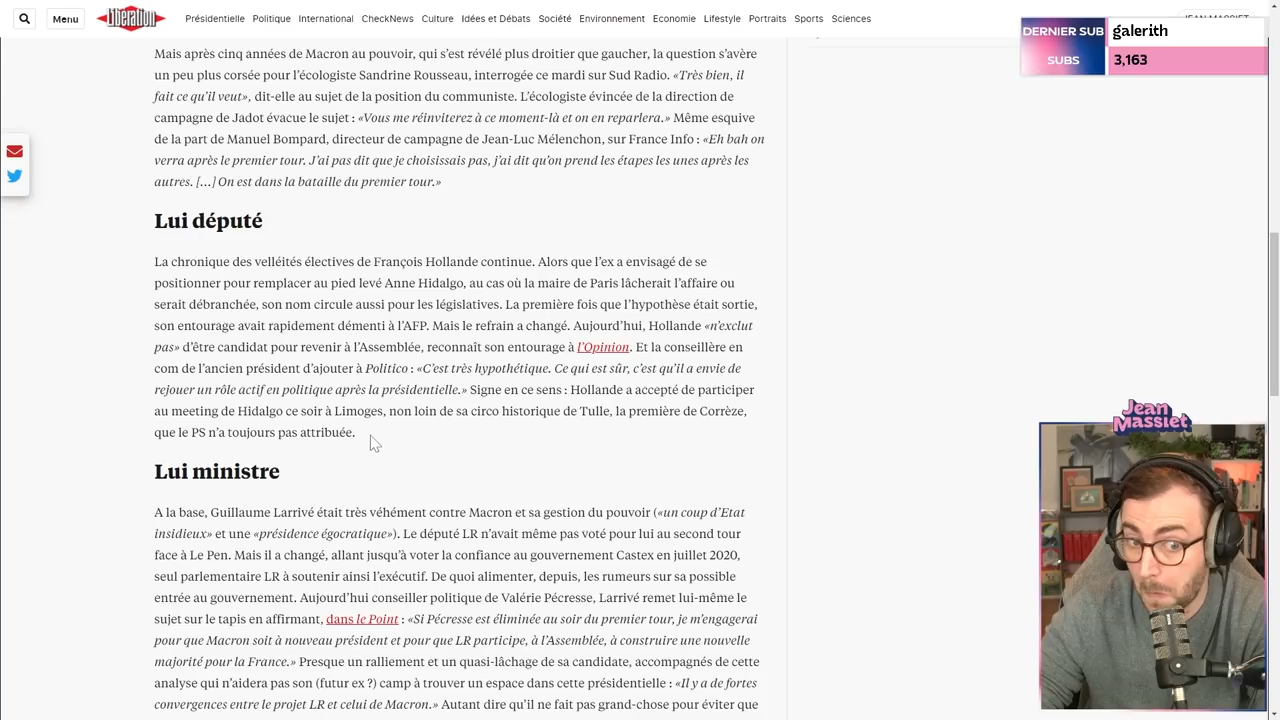 Menu
Libération
Présidentielle Politique International CheckNews Culture Idées et Débats Société Environnement Economie Lifestyle Portraits Sports Sciences
JEAN MASSIET
DERNIER SUB galerith
SUBS 3,163
Mais après cinq années de Macron au pouvoir qui s'est révélé plus droitier que gaucher, la question s'avère
un peu plus corsée pour l'écologiste Sandrine Rousseau, interrogée ce mardi sur Sud Radio. «Très bien, il
fait ce qu'il veut», dit-elle au sujet de la position du communiste. L'écologiste évincée de la direction de
campagne de Jadot évacue le sujet : «Vous me réinviterez à ce moment-là et on en reparlera.» Même esquive
de la part de Manuel Bompard, directeur de campagne de Jean-Luc Mélenchon, sur France Info : «Eh bah on
verra après le premier tour. J'ai pas dit que je choisissais pas, j'ai dit qu'on prend les étapes les unes après les
autres. […] On est dans la bataille du premier tour.»
Lui député
La chronique des velléités électives de François Hollande continue. Alors que l'ex a envisagé de se
positionner pour remplacer au pied levé Anne Hidalgo, au cas où la maire de Paris lâcherait l'affaire ou
serait débranchée, son nom circule aussi pour les législatives. La première fois que l'hypothèse était sortie,
son entourage avait rapidement démenti à l'AFP. Mais le refrain a changé. Aujourd'hui, Hollande «n'exclut
pas» d'être candidat pour revenir à l'Assemblée, reconnaît son entourage à l'Opinion. Et la conseillère en
com de l'ancien président d'ajouter à Politico : «C'est très hypothétique. Ce qui est sûr, c'est qu'il a envie de
rejouer un rôle actif en politique après la présidentielle.» Signe en ce sens : Hollande a accepté de participer
au meeting de Hidalgo ce soir à Limoges, non loin de sa circo historique de Tulle, la première de Corrèze,
que le PS n'a toujours pas attribuée.
Jean
Massiet
Lui ministre
A la base, Guillaume Larrivé était très véhément contre Macron et sa gestion du pouvoir («un coup d'Etat
insidieux» et une «présidence égocratique»). Le député LR n'avait même pas voté pour lui au second tour
face à Le Pen. Mais il a changé, allant jusqu'à voter la confiance au gouvernement Castex en juillet 2020,
seul parlementaire LR à soutenir ainsi l'exécutif. De quoi alimenter, depuis, les rumeurs sur sa possible
entrée au gouvernement. Aujourd'hui conseiller politique de Valérie Pécresse, Larrivé remet lui-même le
sujet sur le tapis en affirmant, dans le Point : «Si Pécresse est éliminée au soir du premier tour, je m'engagerai
pour que Macron soit à nouveau président et pour que LR participe, à l'Assemblée, à construire une nouvelle
majorité pour la France.» Presque un ralliement et un quasi-lâchage de sa candidate, accompagnés de cette
analyse qui n'aidera pas son (futur ex ?) camp à trouver un espace dans cette présidentielle : «Il y a de fortes
convergences entre le projet LR et celui de Macron.» Autant dire qu'il ne fait pas grand-chose pour éviter que